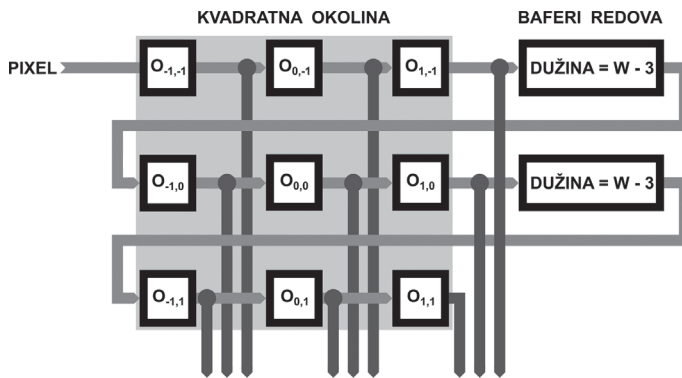 KVADRATNA OKOLINA BAFERI REDOVA
PIXEL O-1,-1 O0,-1 O1,-1 DUŽINA = W - 3
O-1,0 O0,0 O1,0 DUŽINA = W - 3
O-1,1 O0,1 O1,1